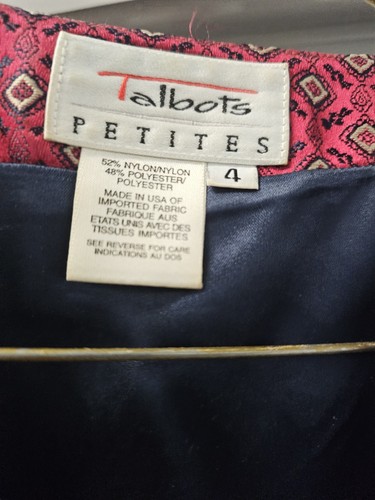 Talbots
PETITES
4
52% NYLON/NYLON
48% POLYESTER/
POLYESTER
MADE IN USA OF
IMPORTED FABRIC
FABRIQUE AUS
ETATS UNIS AVEC DES
TISSUES IMPORTES
SEE REVERSE FOR CARE
INDICATIONS AU DOS